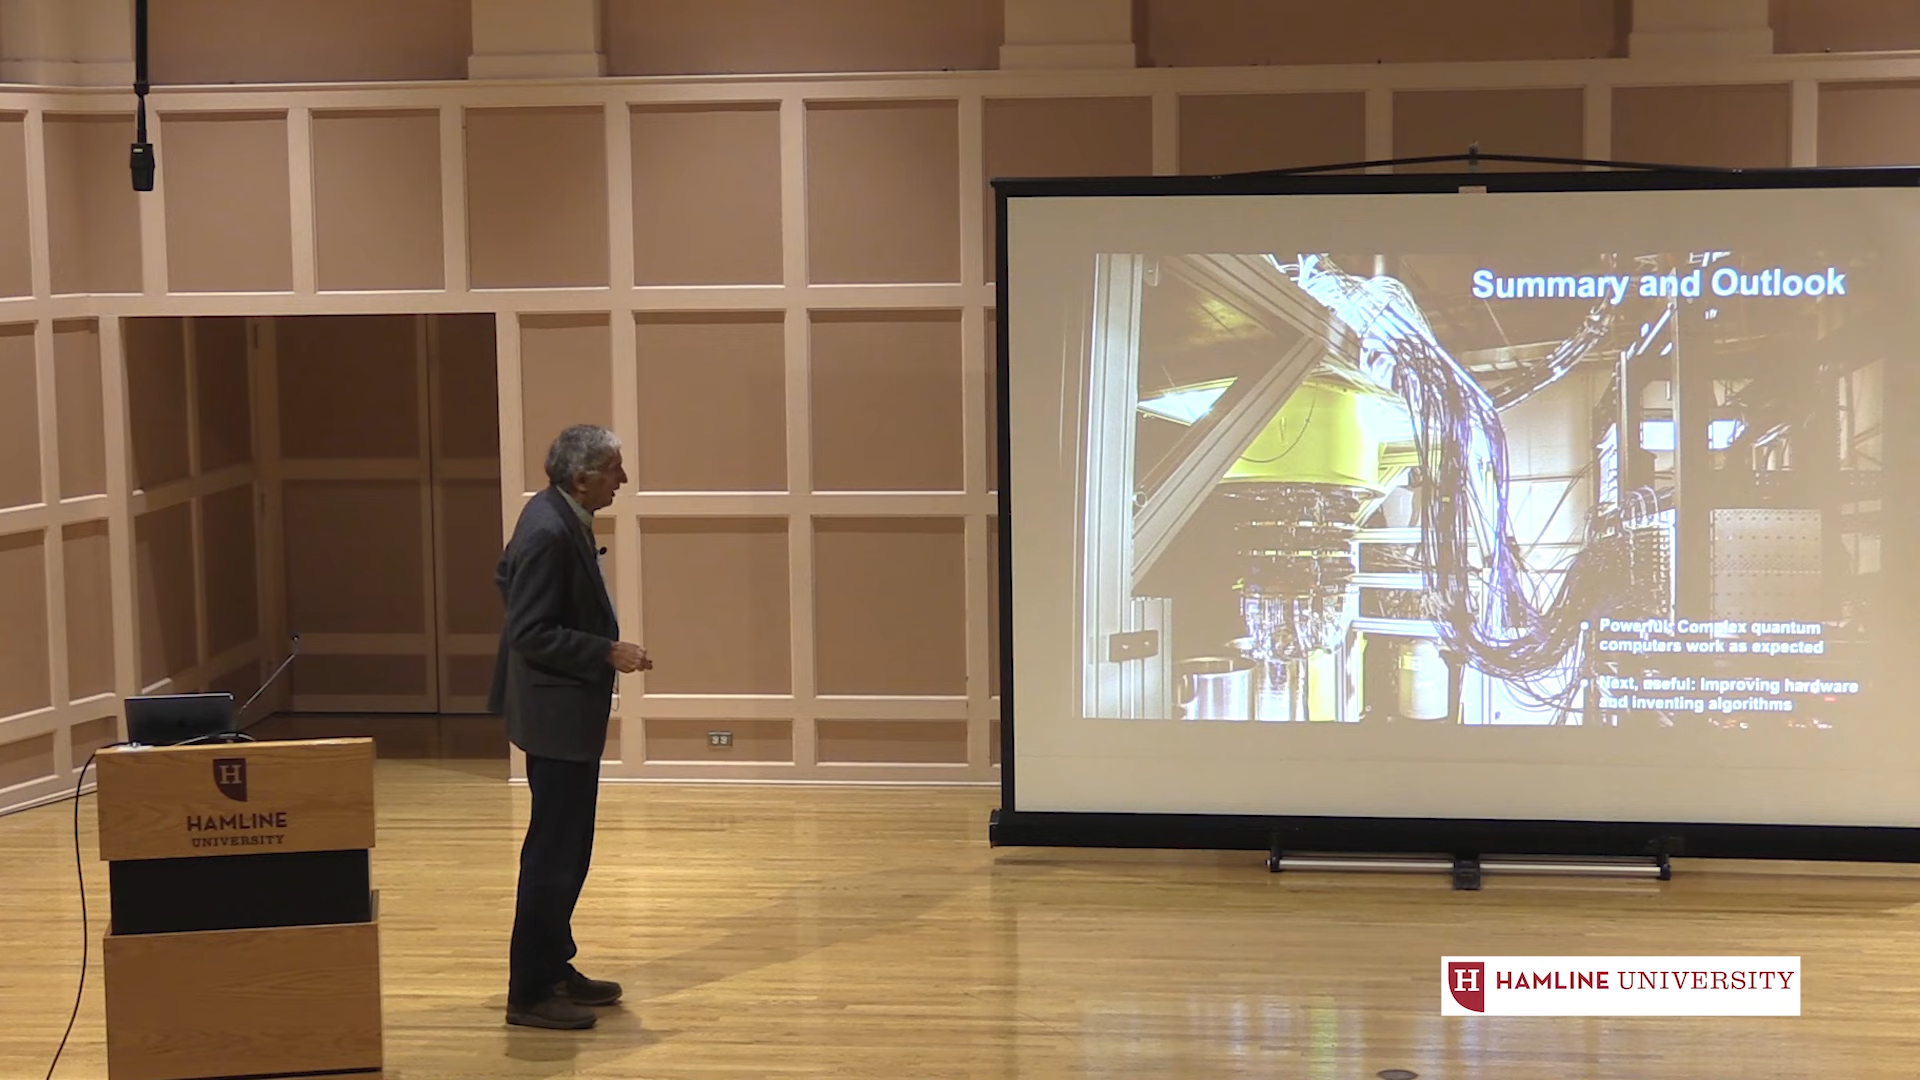 Summary and Outlook
Powerful: Complex quantum
computers work as expected
Next, useful: Improving hardware
and inventing algorithms
H
HAMLINE
UNIVERSITY
H HAMLINE UNIVERSITY